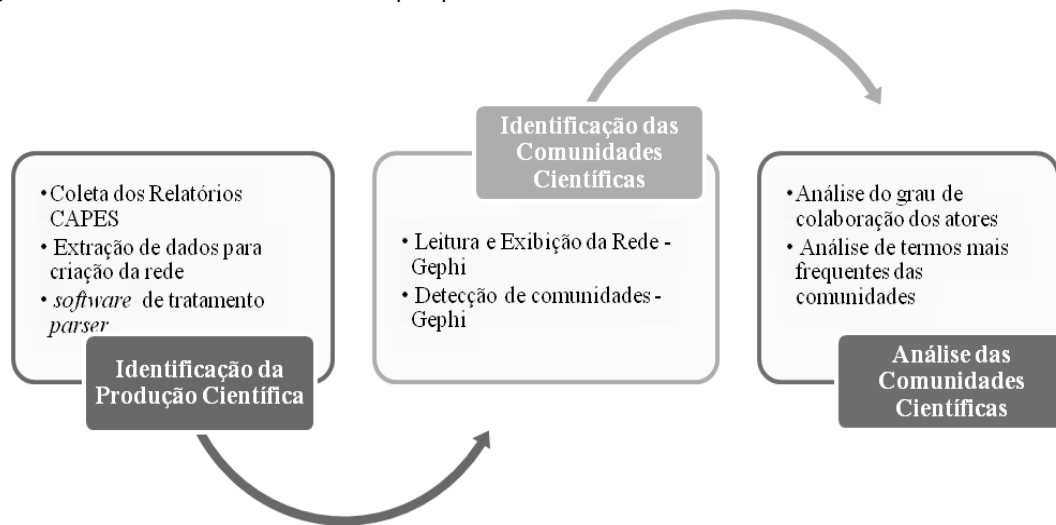 • Coleta dos Relatórios
CAPES
• Extração de dados para
criação da rede
• software de tratamento
parser
Identificação da
Produção Científica
Identificação das
Comunidades
Científicas
• Leitura e Exibição da Rede -
Gephi
• Detecção de comunidades -
Gephi
• Análise do grau de
colaboração dos atores
• Análise de termos mais
frequentes das
comunidades
Análise das
Comunidades
Científicas